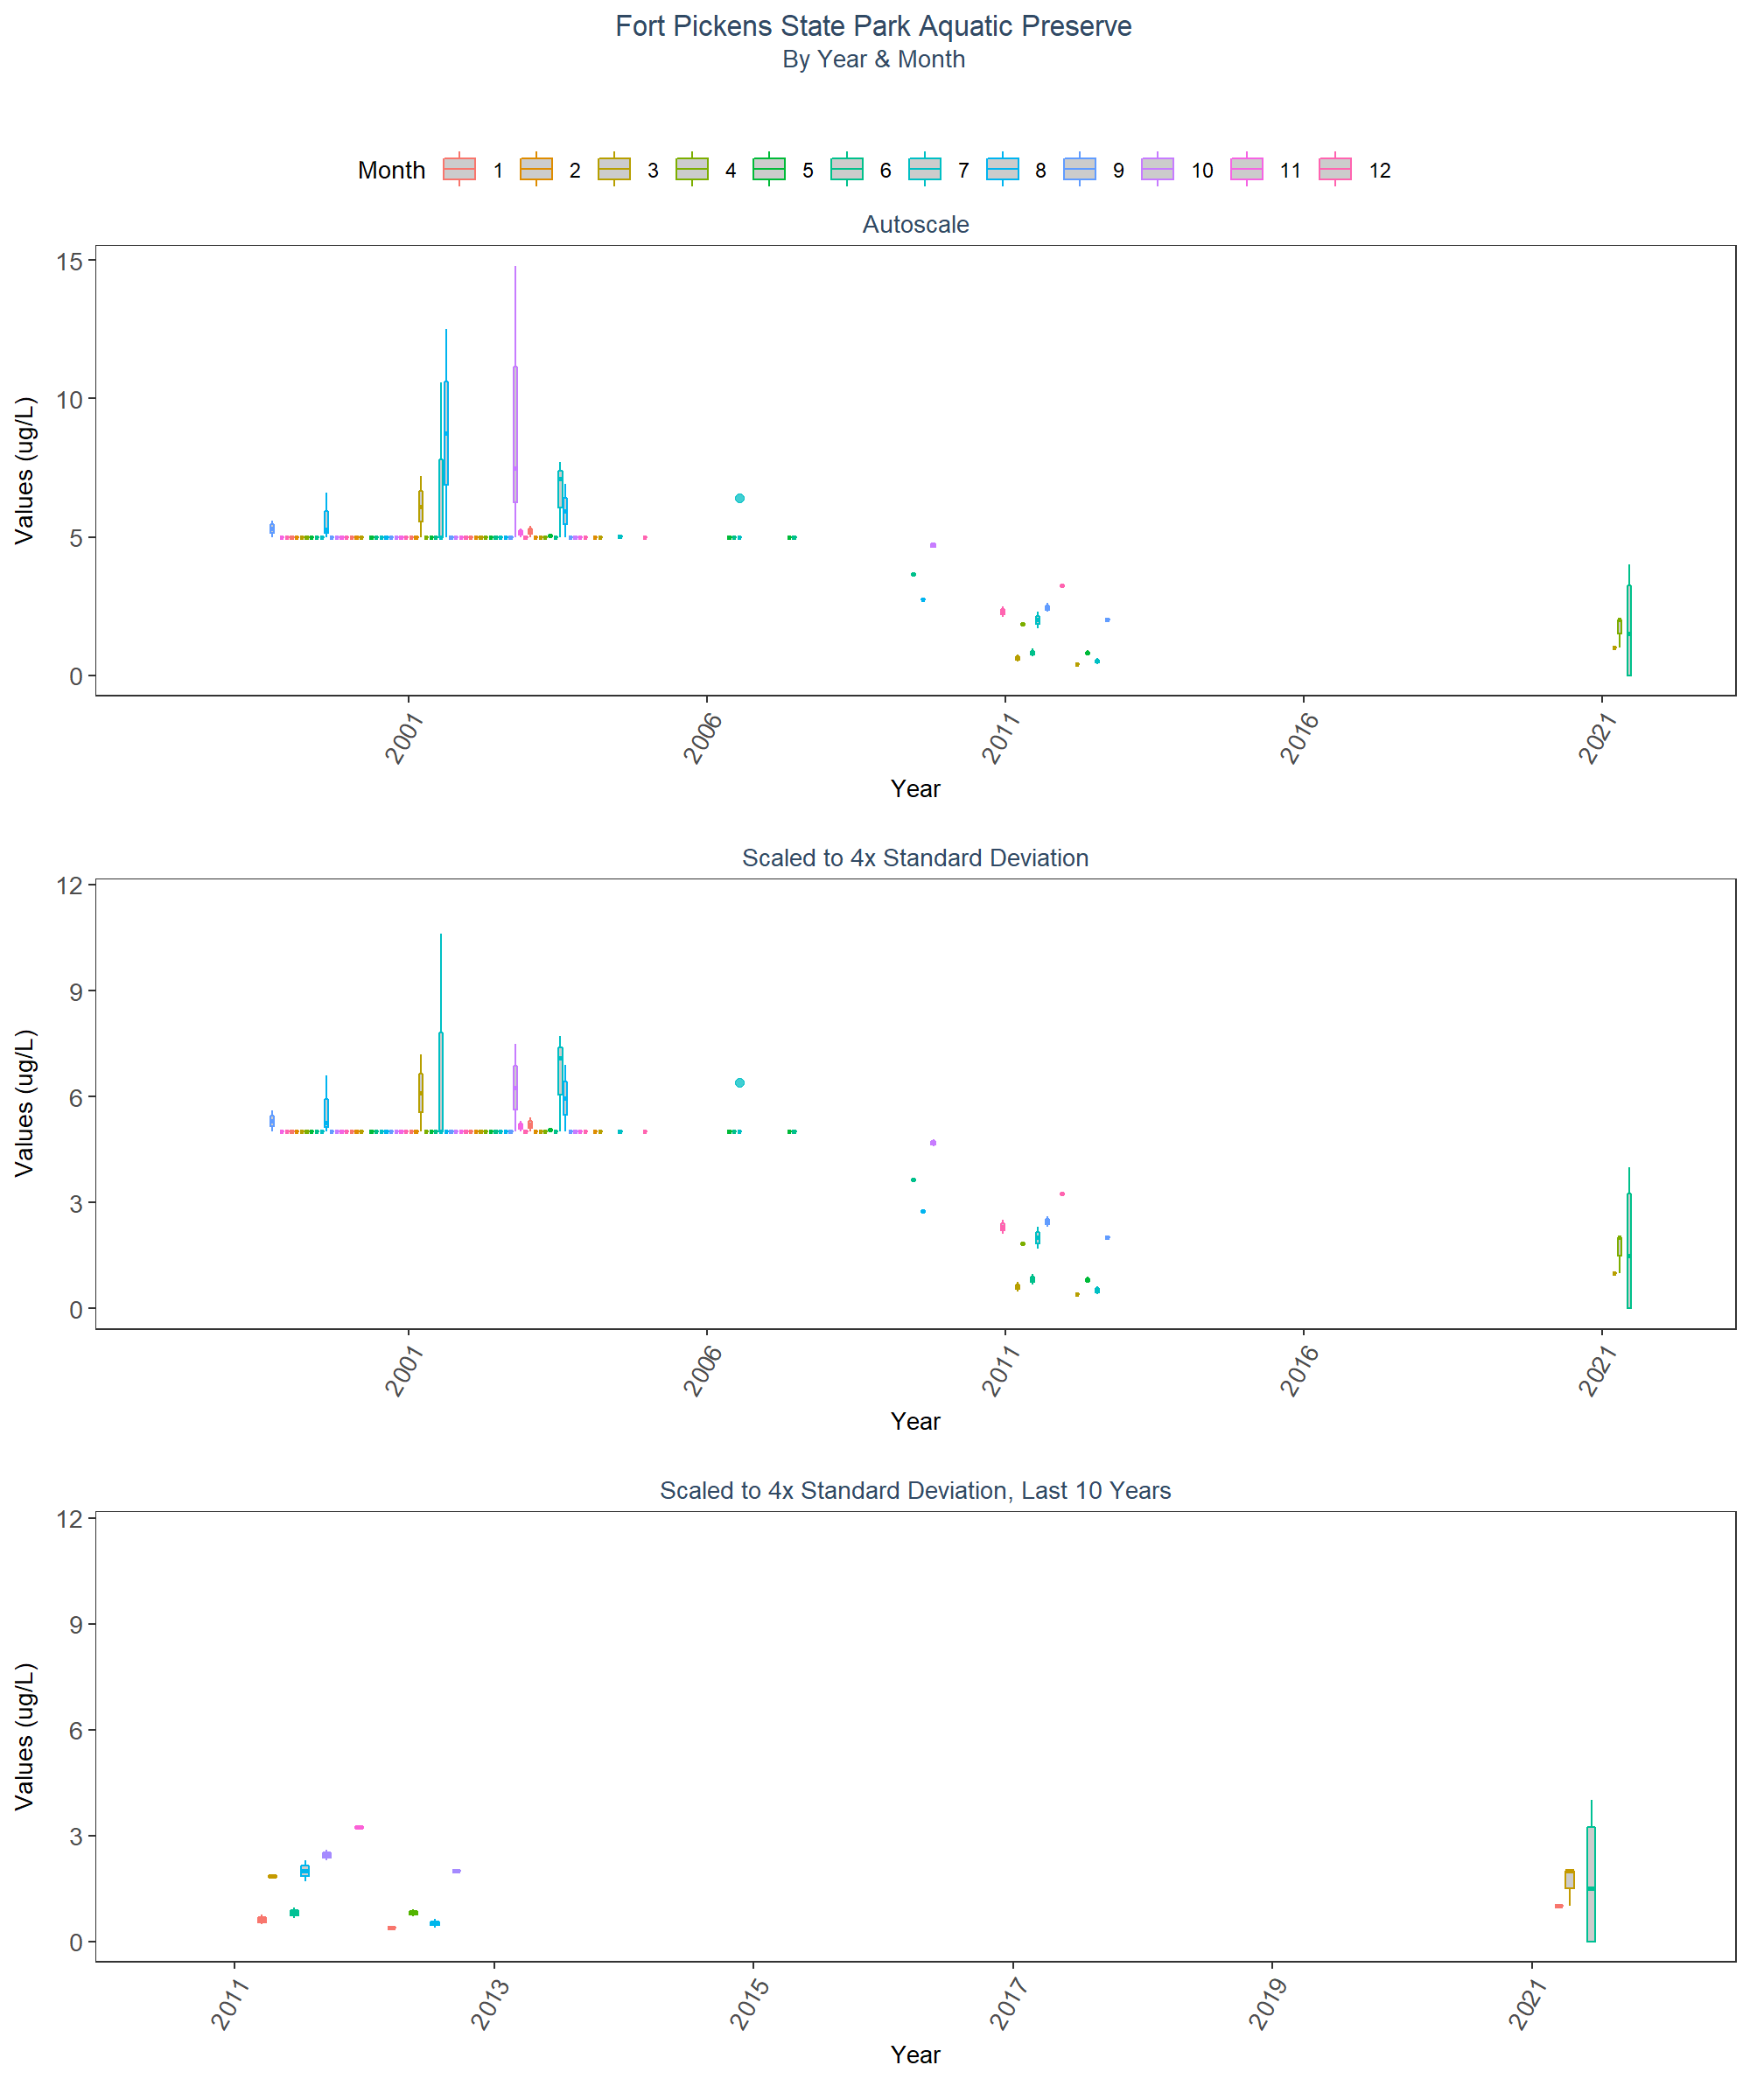 Fort Pickens State Park Aquatic Preserve
By Year & Month
Month 1 2 3 4 5 6 7 8 9 10 11 12
Autoscale
15
10
5
0
Values (ug/L)
2001 2006 2011 2016 2021
Year
Scaled to 4x Standard Deviation
12
9
6
3
0
Values (ug/L)
2001 2006 2011 2016 2021
Year
Scaled to 4x Standard Deviation, Last 10 Years
12
9
6
3
0
Values (ug/L)
2011 2013 2015 2017 2019 2021
Year